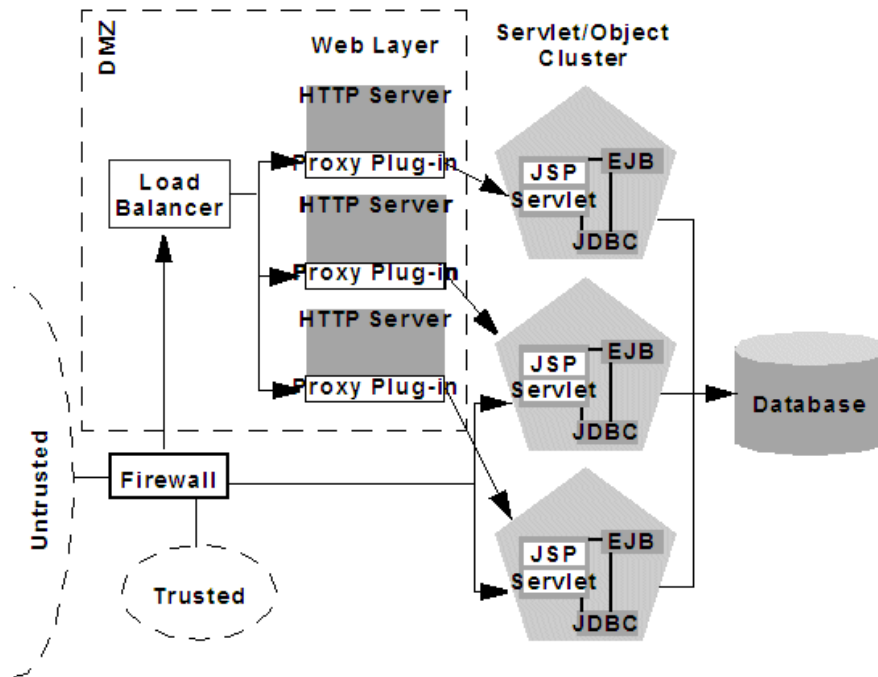 DMZ
Web Layer
Servlet/Object
Cluster
HTTP Server
Proxy Plug-in
HTTP Server
Proxy Plug-in
HTTP Server
Proxy Plug-in
Load
Balancer
JSP
Servlet
EJB
JDBC
JSP
Servlet
EJB
JDBC
JSP
Servlet
EJB
JDBC
Database
Untrusted
Firewall
Trusted